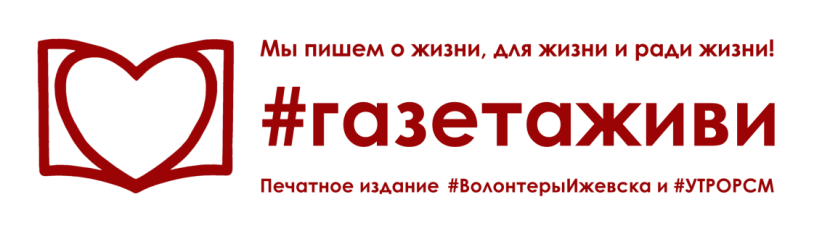 Мы пишем о жизни, для жизни и ради жизни!
#газетаживи
Печатное издание #ВолонтерыИжевска и #УТРОРСМ